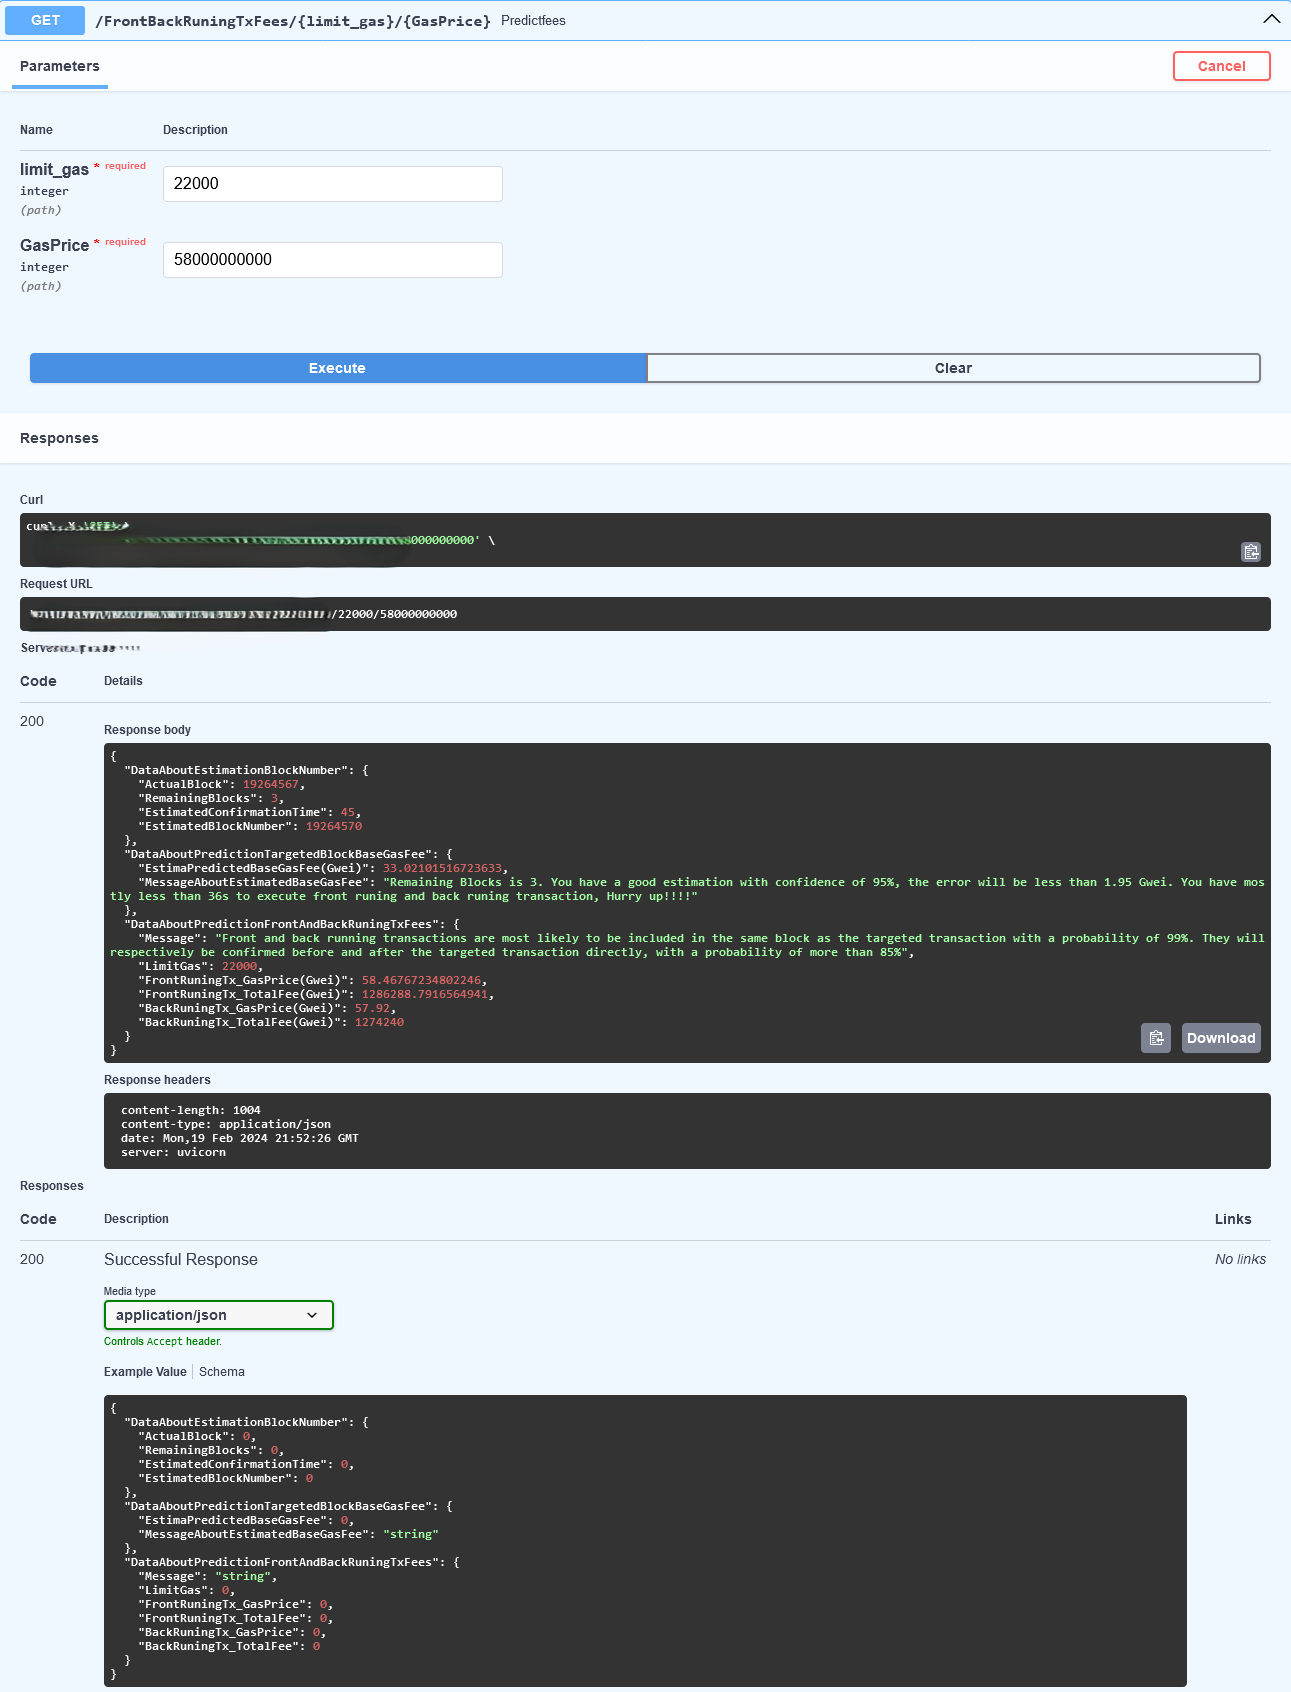 GET /FrontBackRuningTxFees/{limit_gas}/{GasPrice} Predictfees
Parameters
Cancel
Name Description
limit_gas * required
integer
(path)
22000
GasPrice * required
integer
(path)
58000000000
Execute Clear
Responses
Curl
000000000' \
Request URL
/22000/58000000000
Code Details
200
Response body
{
"DataAboutEstimationBlockNumber": {
"ActualBlock": 19264567,
"RemainingBlocks": 3,
"EstimatedConfirmationTime": 45,
"EstimatedBlockNumber": 19264570
},
"DataAboutPredictionTargetedBlockBaseGasFee": {
"EstimaPredictedBaseGasFee(Gwei)": 33.02101516723633,
"MessageAboutEstimatedBaseGasFee": "Remaining Blocks is 3. You have a good estimation with confidence of 95%, the error will be less than 1.95 Gwei. You have mos
tly less than 36s to execute front runing and back runing transaction, Hurry up!!!!"
},
"DataAboutPredictionFrontAndBackRuningTxFees": {
"Message": "Front and back running transactions are most likely to be included in the same block as the targeted transaction with a probability of 99%. They will
respectively be confirmed before and after the targeted transaction directly, with a probability of more than 85%",
"LimitGas": 22000,
"FrontRuningTx_GasPrice(Gwei)": 58.46767234802246,
"FrontRuningTx_TotalFee(Gwei)": 1286288.7916564941,
"BackRuningTx_GasPrice(Gwei)": 57.92,
"BackRuningTx_TotalFee(Gwei)": 1274240
}
}
Download
Response headers
content-length: 1004
content-type: application/json
date: Mon,19 Feb 2024 21:52:26 GMT
server: uvicorn
Responses
Code Description Links
200 Successful Response No links
Media type
application/json
Controls Accept header.
Example Value Schema
{
"DataAboutEstimationBlockNumber": {
"ActualBlock": 0,
"RemainingBlocks": 0,
"EstimatedConfirmationTime": 0,
"EstimatedBlockNumber": 0
},
"DataAboutPredictionTargetedBlockBaseGasFee": {
"EstimaPredictedBaseGasFee": 0,
"MessageAboutEstimatedBaseGasFee": "string"
},
"DataAboutPredictionFrontAndBackRuningTxFees": {
"Message": "string",
"LimitGas": 0,
"FrontRuningTx_GasPrice": 0,
"FrontRuningTx_TotalFee": 0,
"BackRuningTx_GasPrice": 0,
"BackRuningTx_TotalFee": 0
}
}